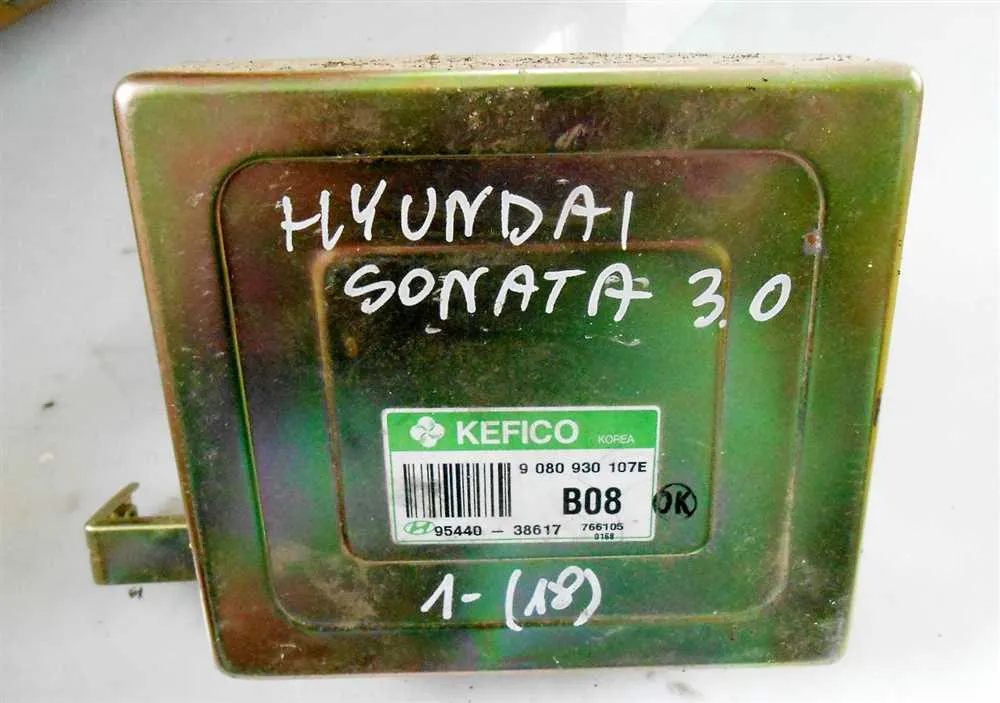 HYUNDAI
SONATA 3.0
KEFICO KOREA
9 080 930 107E
B08 OK
95440 - 38617 766105
0168
1-(18)